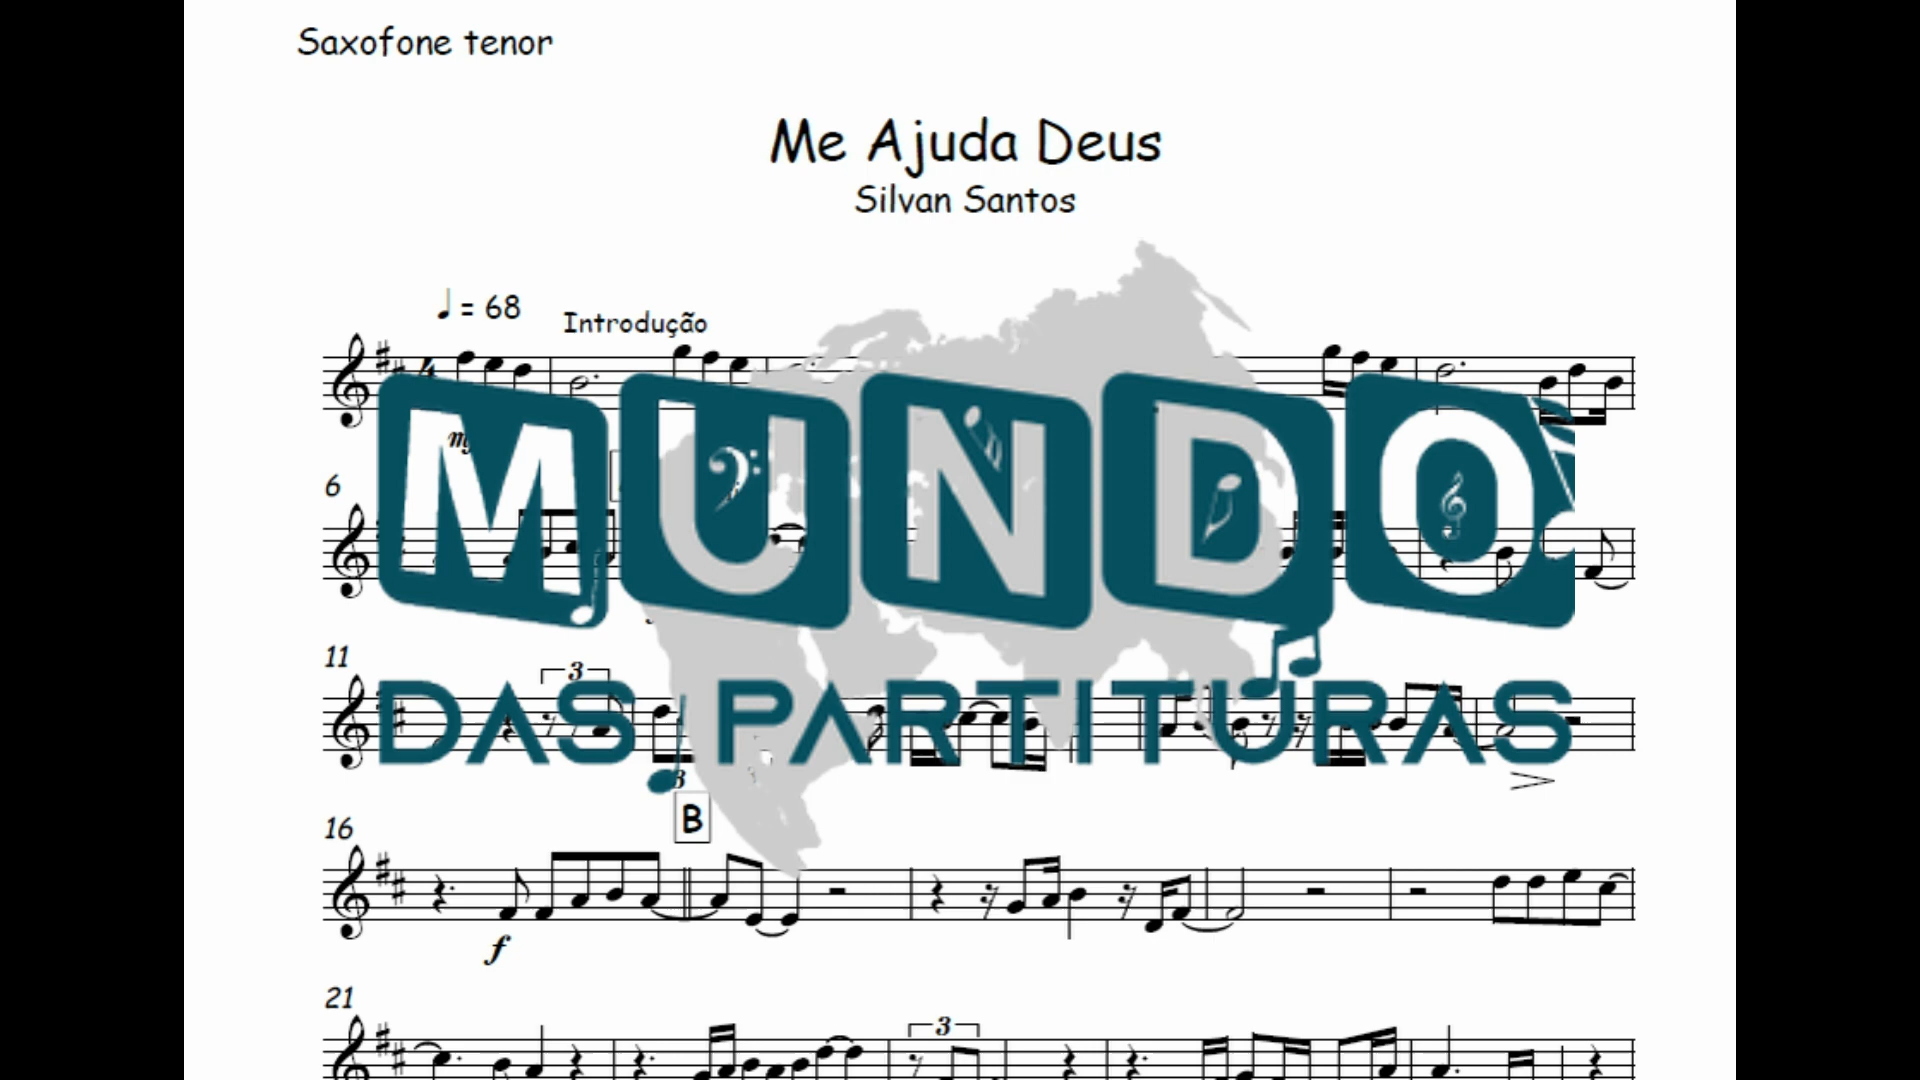 Saxofone tenor
Me Ajuda Deus
Silvan Santos
= 68
Introdução
4
6
MUNDO
11
3
DAS PARTITURAS
3
B
16
f
21
3